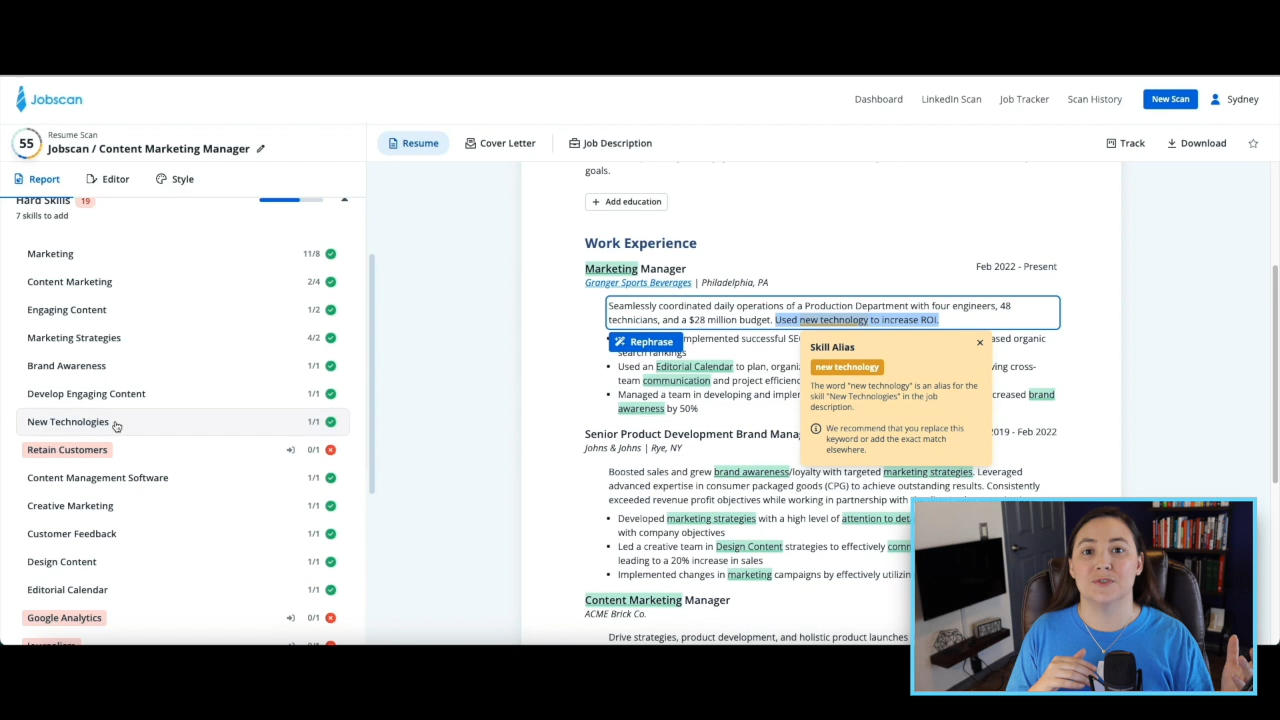 Jobscan
Dashboard
LinkedIn Scan
Job Tracker
Scan History
New Scan
Sydney
55
Resume Scan
Jobscan / Content Marketing Manager
Resume
Cover Letter
Job Description
Track
Download
Report
Editor
Style
Hard Skills 19
7 skills to add
Marketing 11/8
Content Marketing 2/4
Engaging Content 1/2
Marketing Strategies 4/2
Brand Awareness 1/1
Develop Engaging Content 1/1
New Technologies 1/1
Retain Customers 0/1
Content Management Software 1/1
Creative Marketing 1/1
Customer Feedback 1/1
Design Content 1/1
Editorial Calendar 1/1
Google Analytics 0/1
goals.
+ Add education
Work Experience
Marketing Manager Feb 2022 - Present
Granger Sports Beverages | Philadelphia, PA
Seamlessly coordinated daily operations of a Production Department with four engineers, 48
technicians, and a $28 million budget. Used new technology to increase ROI.
Rephrase
implemented successful organic
search rankings
Used an Editorial Calendar to plan, cross-
team communication and project
Managed a team in developing and brand
awareness by 50%
Skill Alias
new technology
The word "new technology" is an alias for the
skill "New Technologies" in the job
description.
We recommend that you replace this
keyword or add the exact match
elsewhere.
Senior Product Development Brand 2019 - Feb 2022
Johns & Johns | Rye, NY
Boosted sales and grew brand awareness/loyalty with targeted marketing strategies. Leveraged
advanced expertise in consumer packaged goods (CPG) to achieve outstanding results. Consistently
exceeded revenue profit objectives while working in partnership with
Developed marketing strategies with a high level of attention to
with company objectives
Led a creative team in Design Content strategies to effectively
leading to a 20% increase in sales
Implemented changes in marketing campaigns by effectively
Content Marketing Manager
ACME Brick Co.
Drive strategies, product development, and holistic product launches